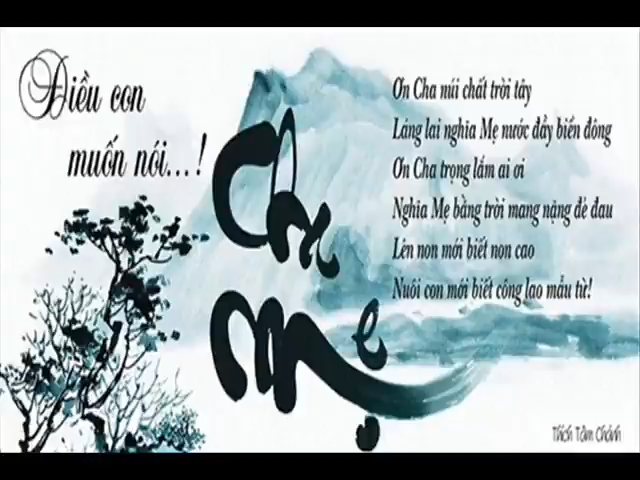 Điều con
muốn nói...!
Cha
Mẹ
Ơn Cha núi chất trời tây
Láng lai nghĩa Mẹ nước đầy biển đông
Ơn Cha trọng lắm ai ơi
Nghĩa Mẹ bằng trời mang nặng đẻ đau
Lên non mới biết non cao
Nuôi con mới biết công lao mẫu từ!
Thích Tâm Chánh